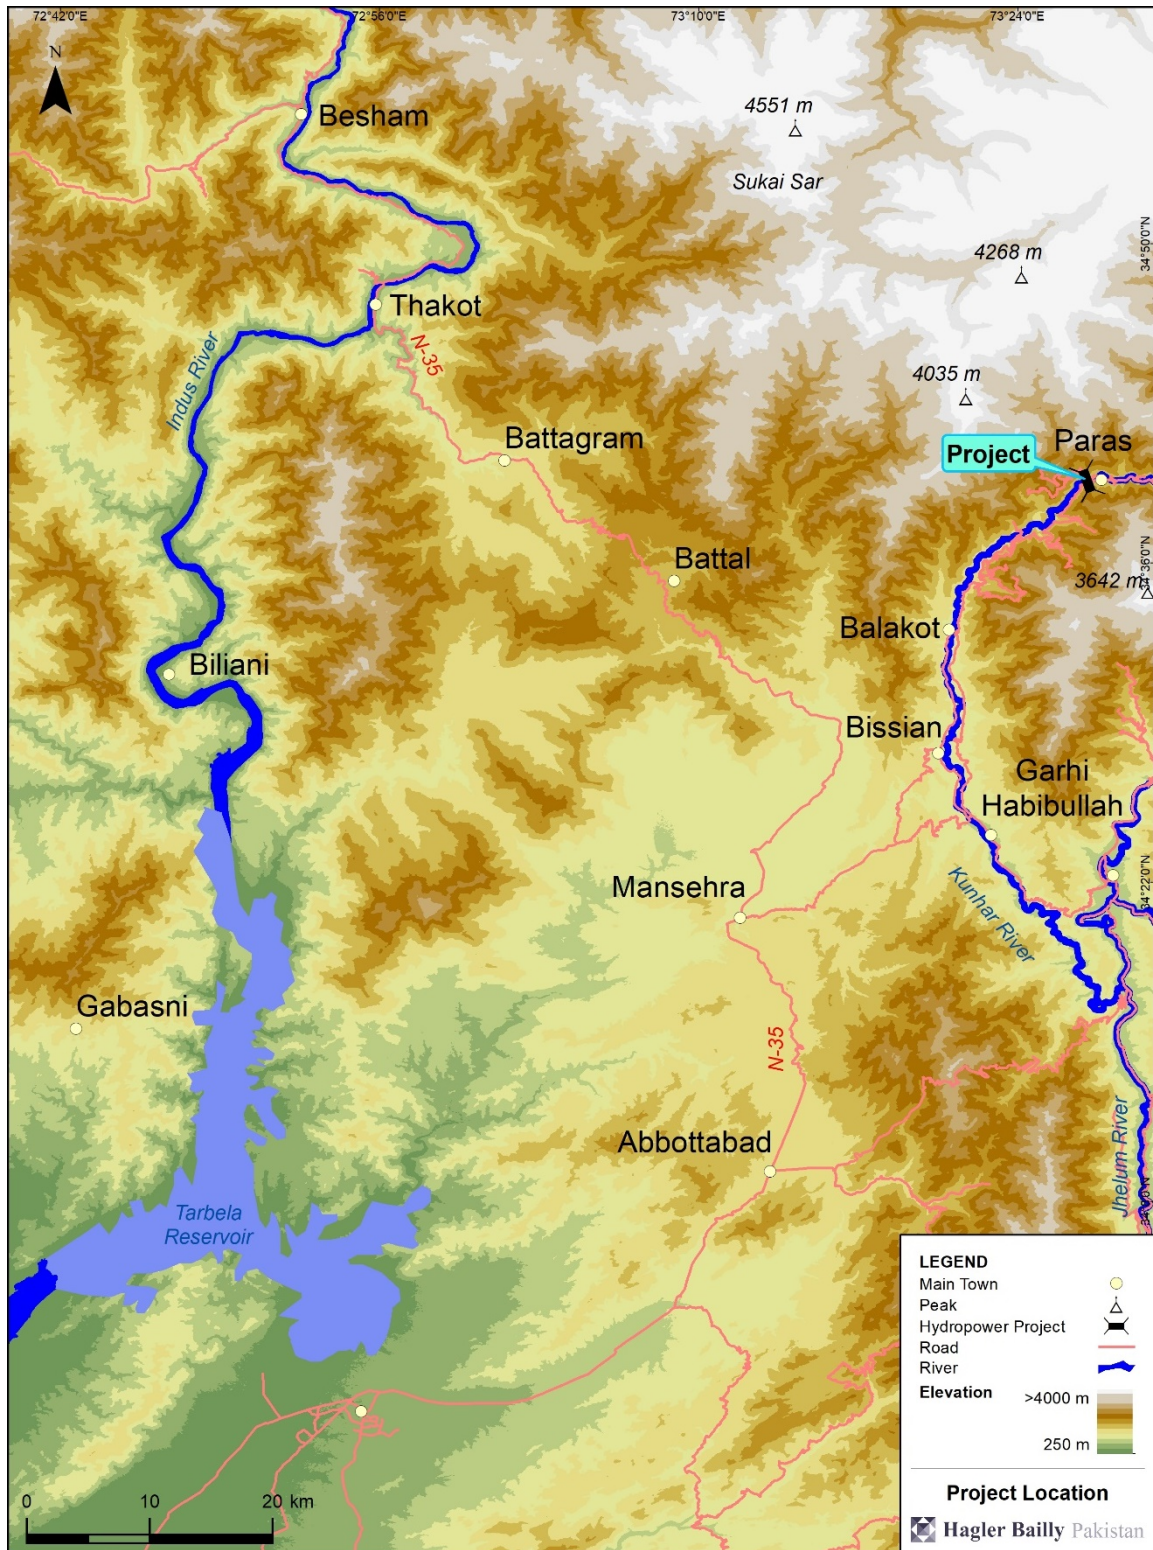 72°42'0"E
72°56'0"E
73°10'0"E
73°24'0"E
N
4551 m
Besham
Sukai Sar
34°50'0"N
4268 m
Thakot
Indus River
N-35
4035 m
Battagram
Paras
Project
34°36'0"N
Battal
3642 m
Balakot
Biliani
Bissian
Garhi
Habibullah
34°22'0"N
Mansehra
Kunhar River
Gabasni
N-35
Abbottabad
Jhelum River
Tarbela
Reservoir
LEGEND
Main Town
Peak
Hydropower Project
Road
River
Elevation
>4000 m
250 m
0 10 20 km
Project Location
Hagler Bailly Pakistan